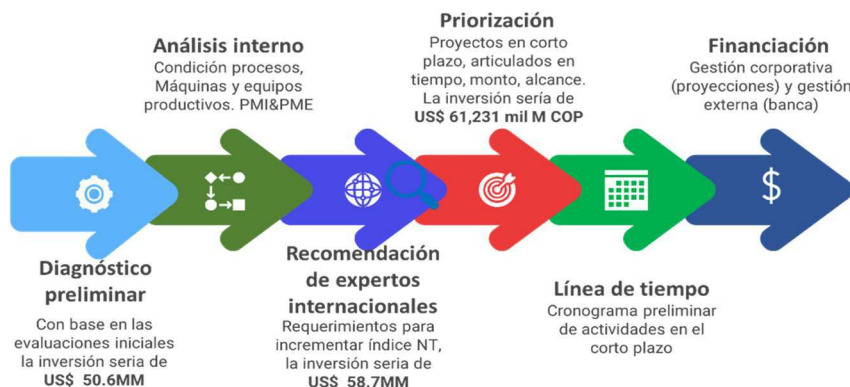 Análisis interno
Condición procesos,
Máquinas y equipos
productivos. PMI&PME
Priorización
Proyectos en corto
plazo, articulados en
tiempo, monto, alcance.
La inversión sería de
US$ 61,231 mil M COP
Financiación
Gestión corporativa
(proyecciones) y gestión
externa (banca)
$
Diagnóstico
preliminar
Con base en las
evaluaciones iniciales
la inversión seria de
US$ 50.6MM
Recomendación
de expertos
internacionales
Requerimientos para
incrementar índice NT,
la inversión seria de
US$ 58.7MM
Línea de tiempo
Cronograma preliminar
de actividades en el
corto plazo